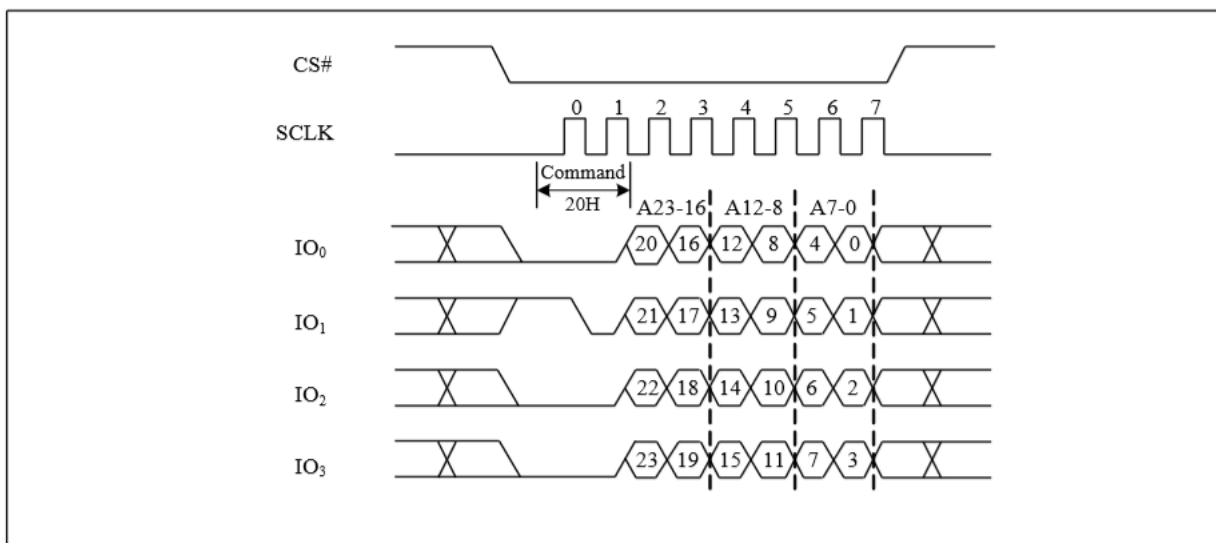 CS#
0 1 2 3 4 5 6 7
SCLK
Command
20H
A23-16 A12-8 A7-0
IO0 20 16 12 8 4 0
IO1 21 17 13 9 5 1
IO2 22 18 14 10 6 2
IO3 23 19 15 11 7 3